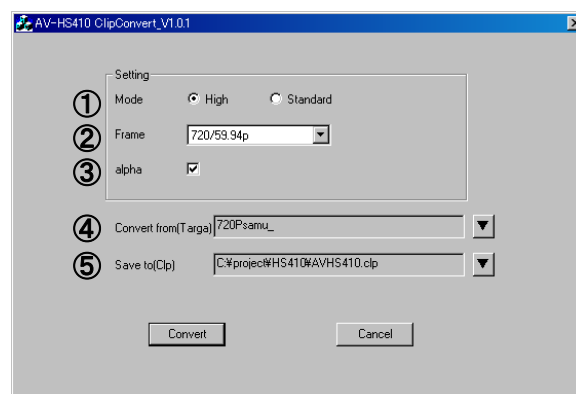 AV-HS410 ClipConvert_V1.0.1
Setting
① Mode High Standard
② Frame 720/59.94p
③ alpha
④ Convert from(Targa) 720Psamu_
⑤ Save to(Clp) C:¥project¥HS410¥AVHS410.clp
Convert Cancel